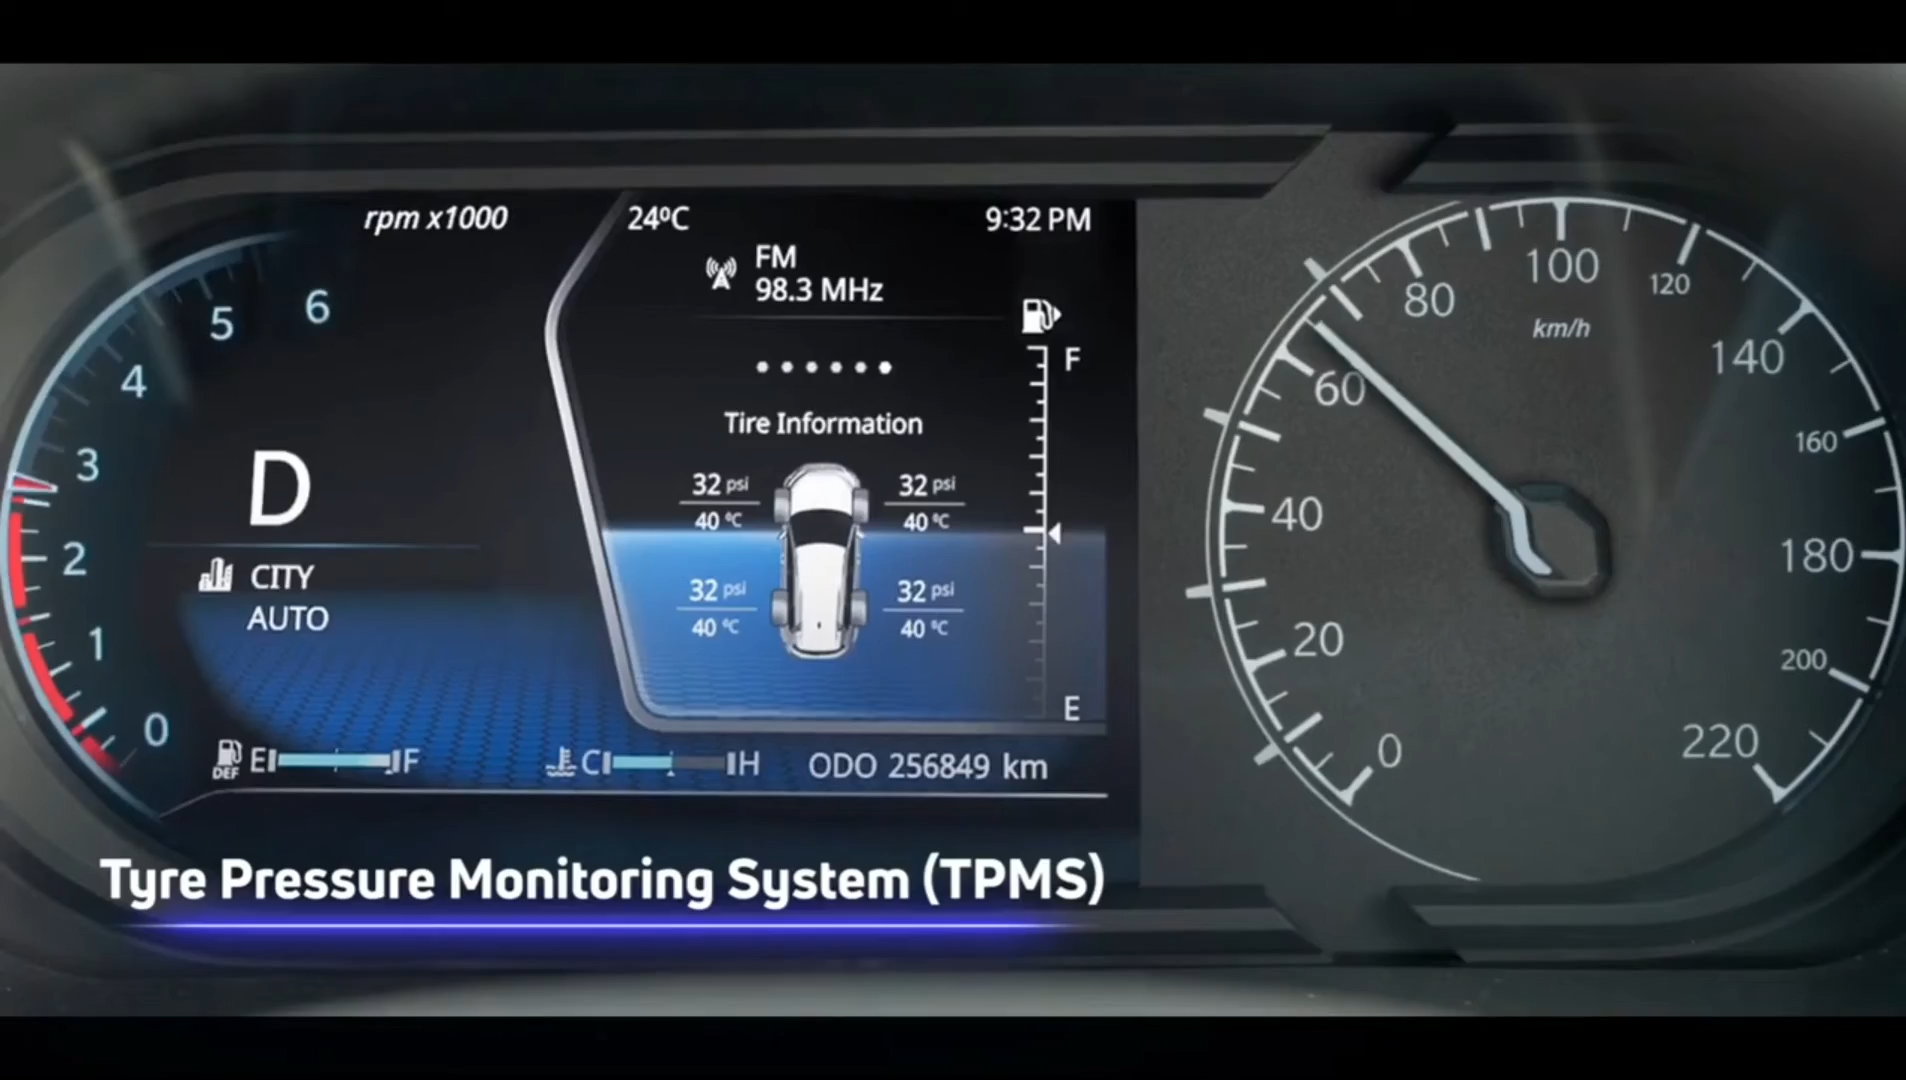 rpm x1000
24ºC
9:32 PM
FM
98.3 MHz
6
5
4
3
2
1
0
D
CITY
AUTO
F
Tire Information
32 psi
40 ºC
32 psi
40 ºC
32 psi
40 ºC
32 psi
40 ºC
E
DEF
E F
C H
ODO 256849 km
0
20
40
60
80
100
120
140
160
180
200
220
km/h
Tyre Pressure Monitoring System (TPMS)